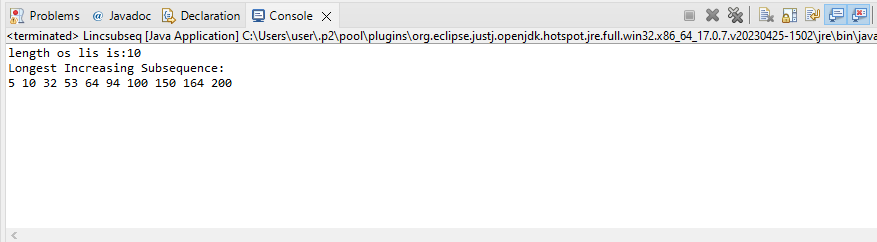 Problems @ Javadoc Declaration Console
<terminated> Lincsubseq [Java Application] C:\Users\user\.p2\pool\plugins\org.eclipse.justj.openjdk.hotspot.jre.full.win32.x86_64_17.0.7.v20230425-1502\jre\bin\java
length os lis is:10
Longest Increasing Subsequence:
5 10 32 53 64 94 100 150 164 200